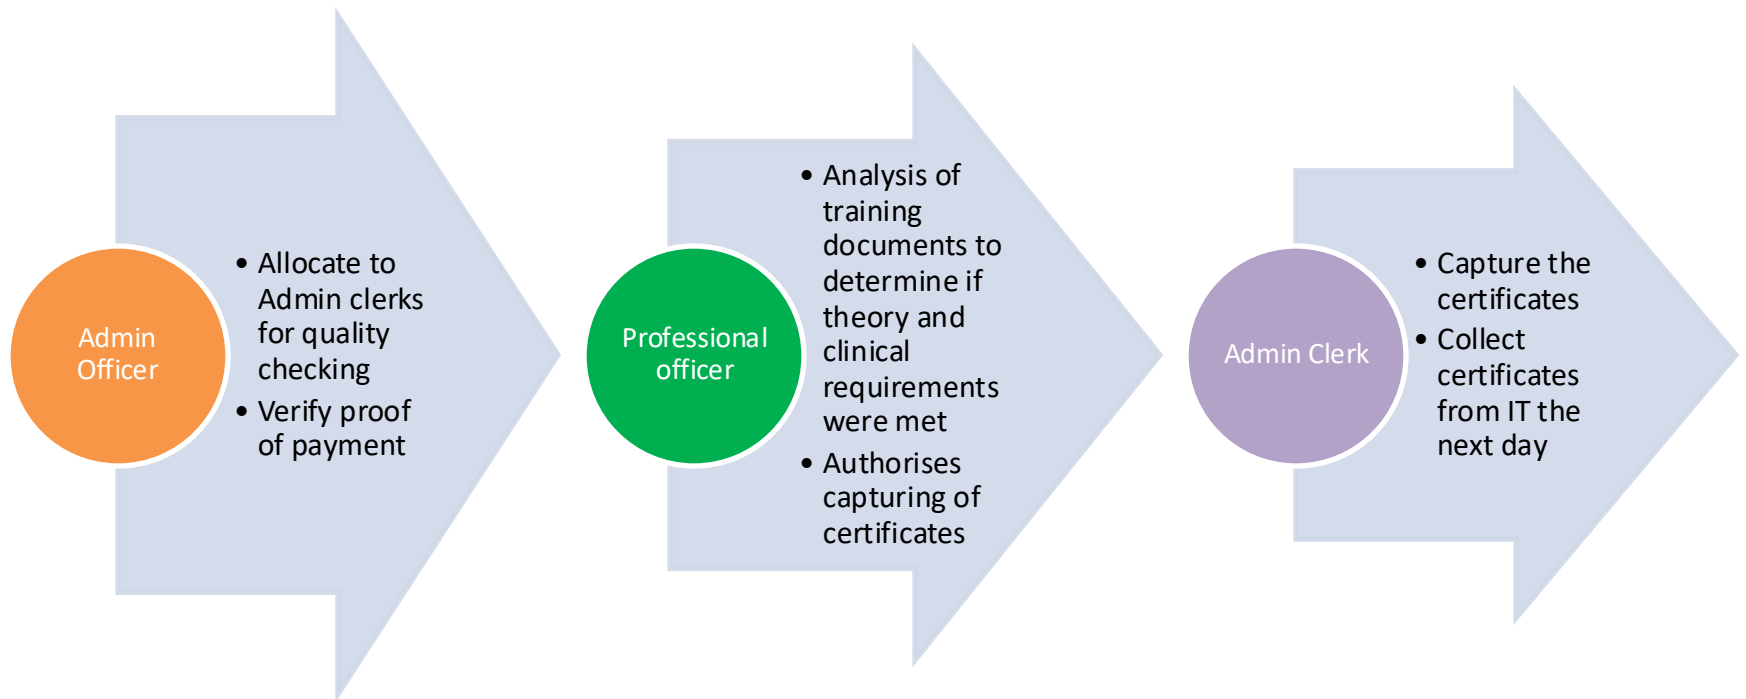 Admin
Officer
• Allocate to
Admin clerks
for quality
checking
• Verify proof
of payment
Professional
officer
• Analysis of
training
documents to
determine if
theory and
clinical
requirements
were met
• Authorises
capturing of
certificates
Admin Clerk
• Capture the
certificates
• Collect
certificates
from IT the
next day